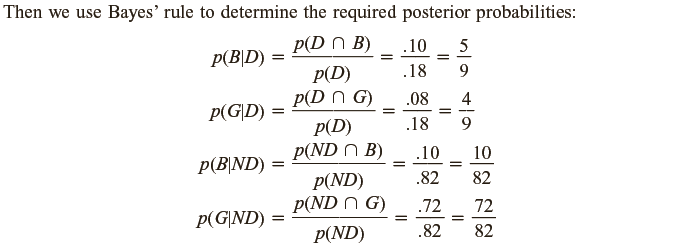 Then we use Bayes’ rule to determine the required posterior probabilities:
p(B|D) = p(D ∩ B) / p(D) = .10 / .18 = 5 / 9
p(G|D) = p(D ∩ G) / p(D) = .08 / .18 = 4 / 9
p(B|ND) = p(ND ∩ B) / p(ND) = .10 / .82 = 10 / 82
p(G|ND) = p(ND ∩ G) / p(ND) = .72 / .82 = 72 / 82